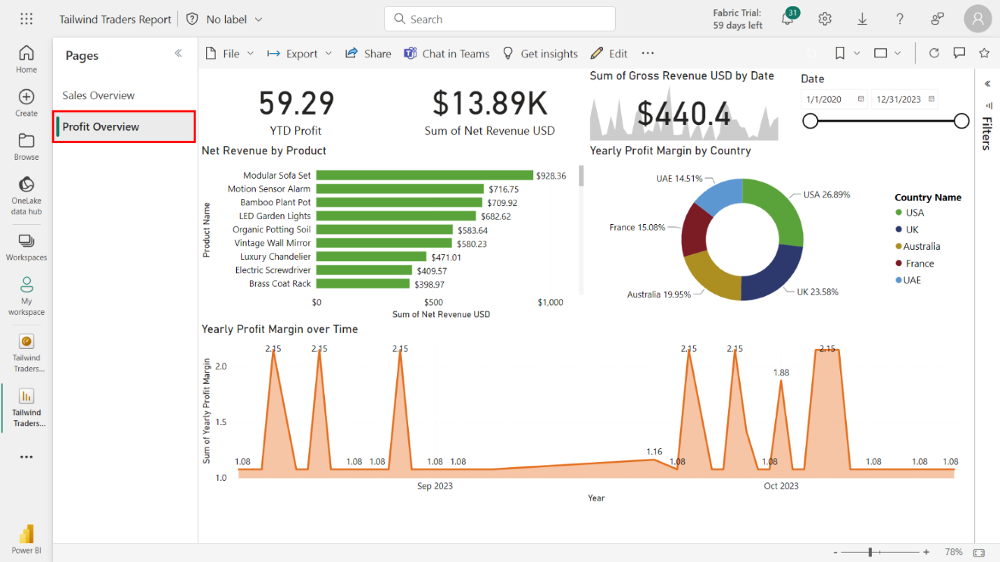 Tailwind Traders Report
No label
Search
Fabric Trial:
59 days left
31
Home
Create
Browse
OneLake
data hub
Workspaces
My
workspace
Tailwind
Traders...
Tailwind
Traders...
Power BI
Pages
Sales Overview
Profit Overview
File
Export
Share
Chat in Teams
Get insights
Edit
59.29
YTD Profit
$13.89K
Sum of Net Revenue USD
Sum of Gross Revenue USD by Date
$440.4
Date
1/1/2020
12/31/2023
Filters
Net Revenue by Product
Product Name
Modular Sofa Set $928.36
Motion Sensor Alarm $716.75
Bamboo Plant Pot $709.92
LED Garden Lights $682.62
Organic Potting Soil $583.64
Vintage Wall Mirror $580.23
Luxury Chandelier $471.01
Electric Screwdriver $409.57
Brass Coat Rack $398.97
$0 $500 $1,000
Sum of Net Revenue USD
Yearly Profit Margin by Country
UAE 14.51%
USA 26.89%
France 15.08%
Australia 19.95%
UK 23.58%
Country Name
USA
UK
Australia
France
UAE
Yearly Profit Margin over Time
Sum of Yearly Profit Margin
2.15 2.15 2.15 2.15 2.15 2.15
2.0
1.88
1.5
1.16
1.08 1.08 1.08 1.08 1.08 1.08 1.08 1.08 1.08 1.08
1.0
Sep 2023 Oct 2023
Year
- + 78%